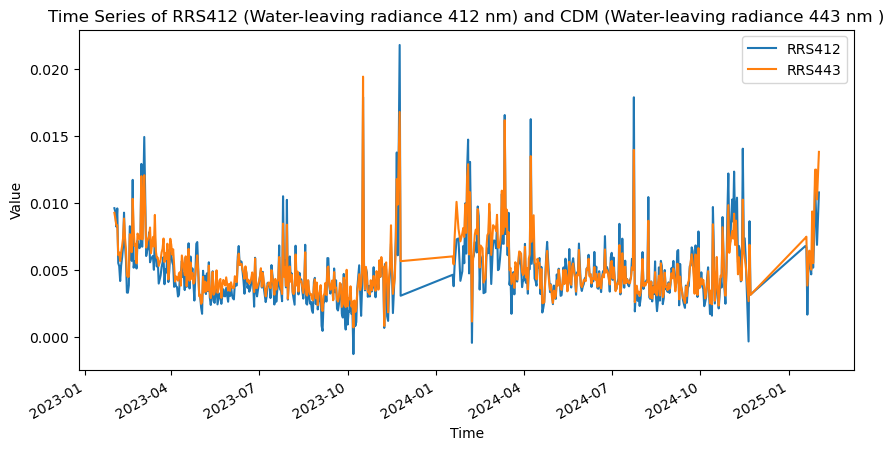 Time Series of RRS412 (Water-leaving radiance 412 nm) and CDM (Water-leaving radiance 443 nm )
RRS412
RRS443
Value
0.020
0.015
0.010
0.005
0.000
2023-01
2023-04
2023-07
2023-10
2024-01
2024-04
2024-07
2024-10
2025-01
Time